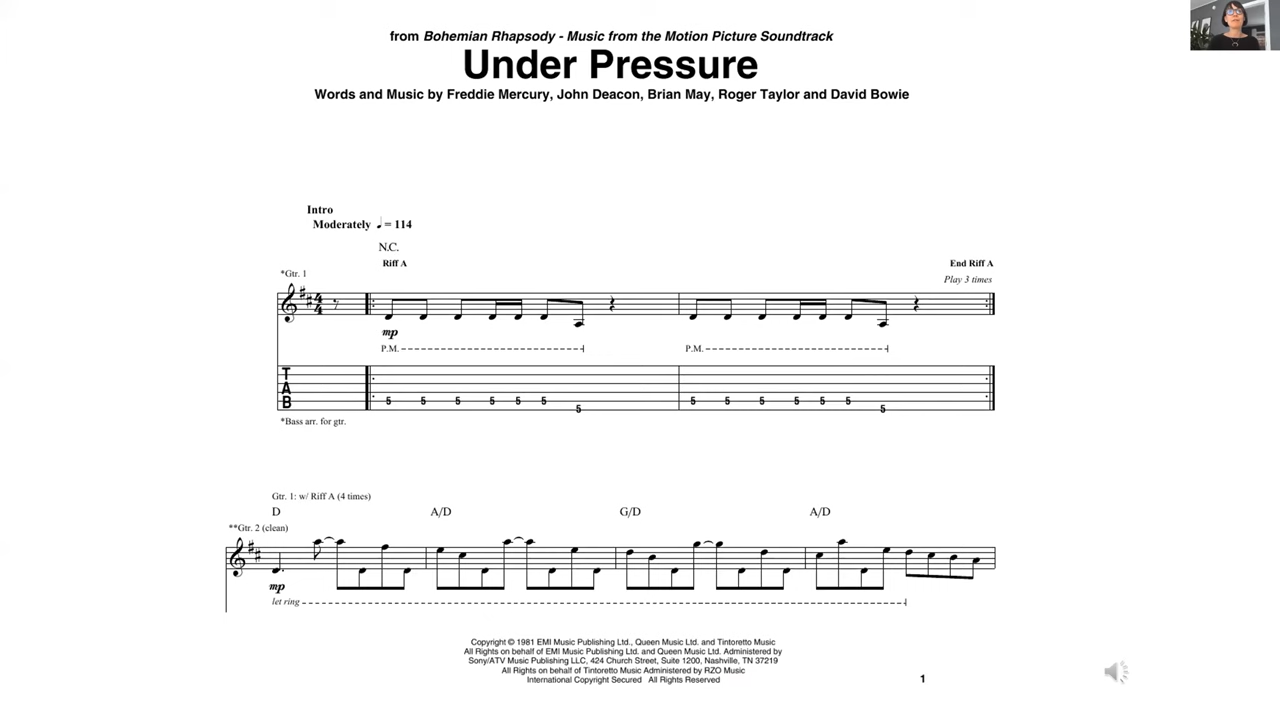 from Bohemian Rhapsody - Music from the Motion Picture Soundtrack
Under Pressure
Words and Music by Freddie Mercury, John Deacon, Brian May, Roger Taylor and David Bowie
Intro
Moderately ♩ = 114
N.C.
Riff A End Riff A
*Gtr. 1 Play 3 times
4
4
mp
P.M. P.M.
T
A
B
5 5 5 5 5 5 5 5 5 5 5 5 5 5
*Bass arr. for gtr.
Gtr. 1: w/ Riff A (4 times)
D A/D G/D A/D
**Gtr. 2 (clean)
mp
let ring
Copyright © 1981 EMI Music Publishing Ltd., Queen Music Ltd. and Tintoretto Music
All Rights on behalf of EMI Music Publishing Ltd. and Queen Music Ltd. Administered by
Sony/ATV Music Publishing LLC, 424 Church Street, Suite 1200, Nashville, TN 37219
All Rights on behalf of Tintoretto Music Administered by RZO Music
International Copyright Secured All Rights Reserved
1